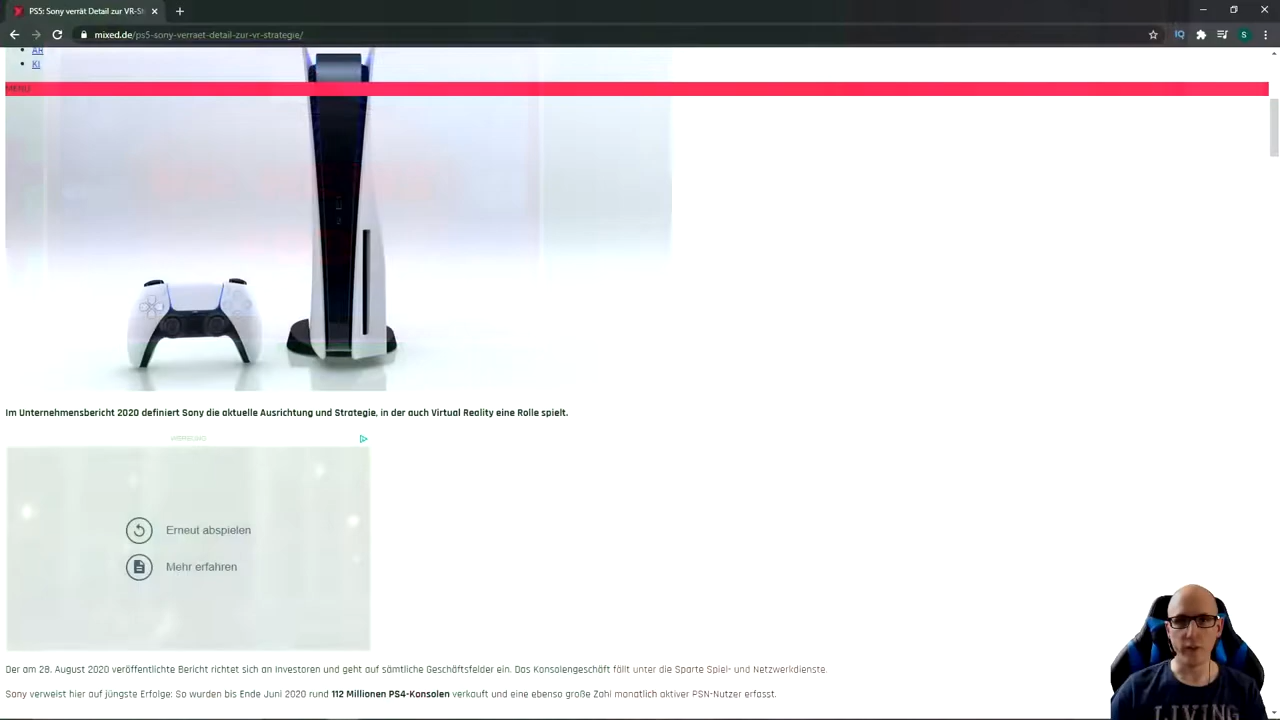 PS5: Sony verrät Detail zur VR-St
mixed.de/ps5-sony-verraet-detail-zur-vr-strategie/
IQ
S
AR
KI
MENU
Im Unternehmensbericht 2020 definiert Sony die aktuelle Ausrichtung und Strategie, in der auch Virtual Reality eine Rolle spielt.
Erneut abspielen
Mehr erfahren
Der am 28. August 2020 veröffentlichte Bericht richtet sich an Investoren und geht auf sämtliche Geschäftsfelder ein. Das Konsolengeschäft fällt unter die Sparte Spiel- und Netzwerkdienste.
Sony verweist hier auf jüngste Erfolge: So wurden bis Ende Juni 2020 rund 112 Millionen PS4-Konsolen verkauft und eine ebenso große Zahl monatlich aktiver PSN-Nutzer erfasst.
LIVING